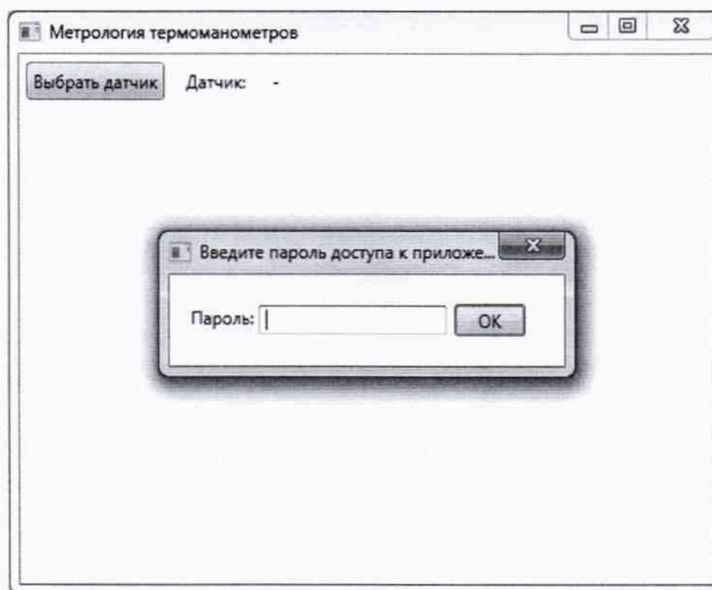 Метрология термоманометров
Выбрать датчик Датчик: -
Введите пароль доступа к приложе...
Пароль: OK